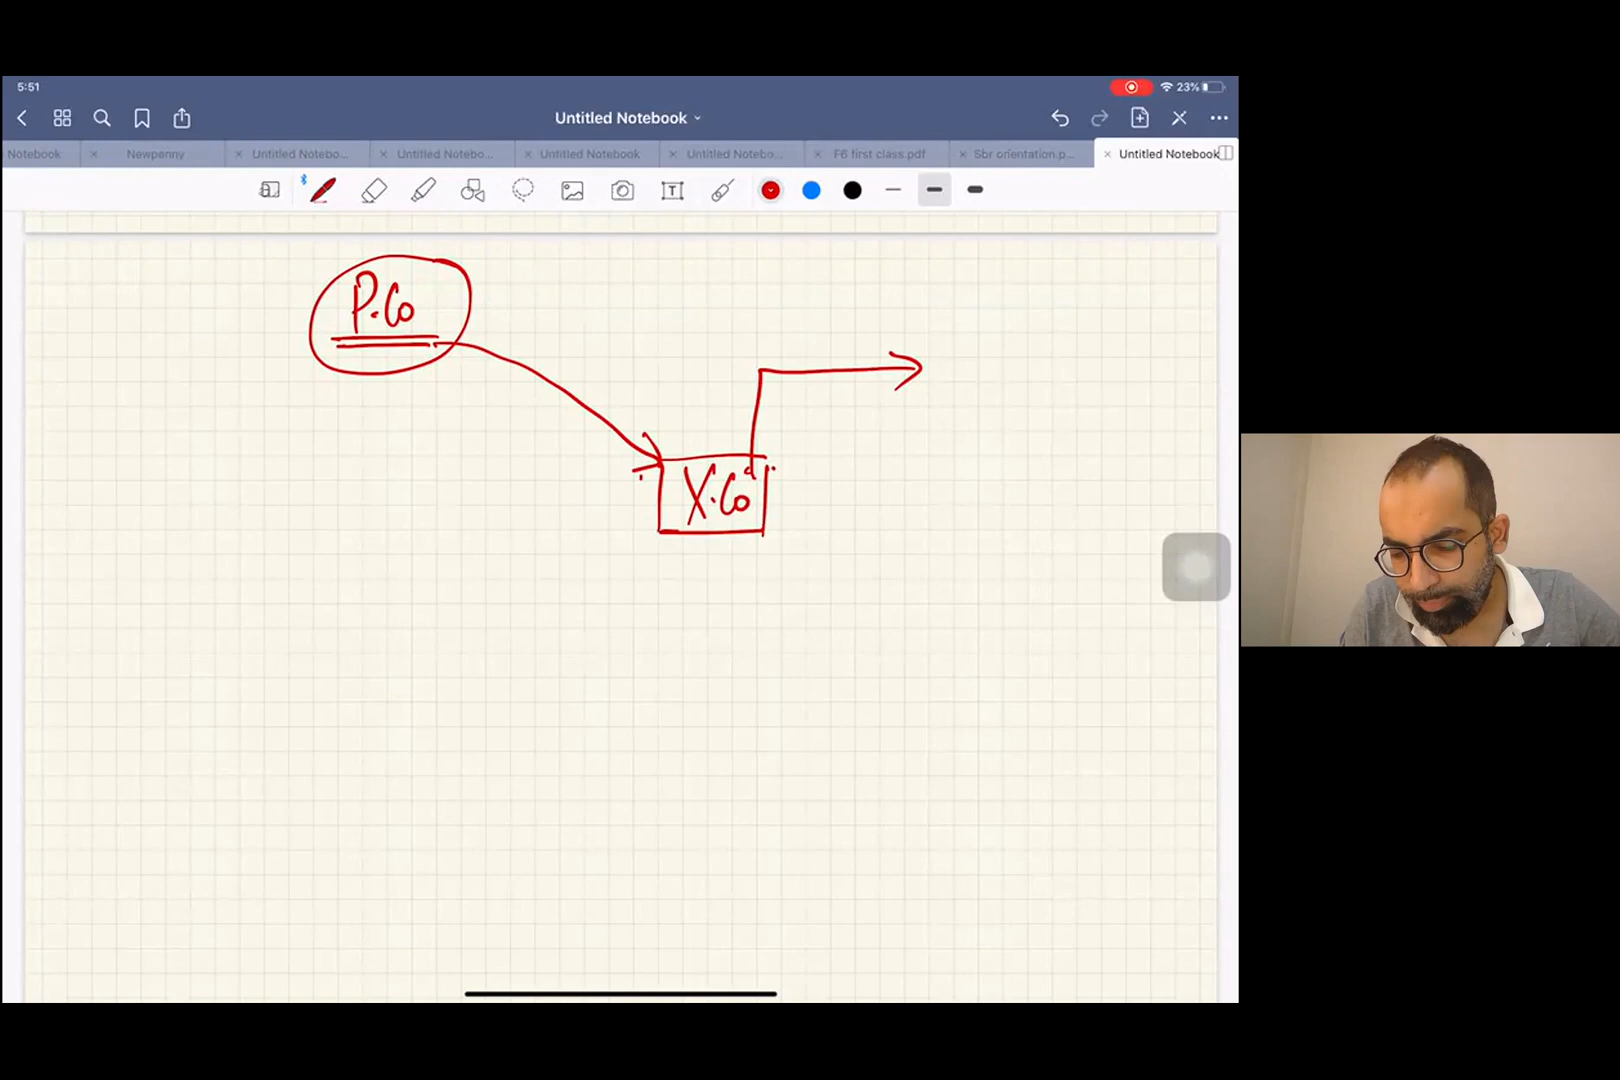 5:51
23%
Untitled Notebook
Notebook
Newpenny
Untitled Notebo...
Untitled Notebo...
Untitled Notebook
Untitled Notebo...
F6 first class.pdf
Sbr orientation.p...
Untitled Notebook
T
P.Co
X.Co